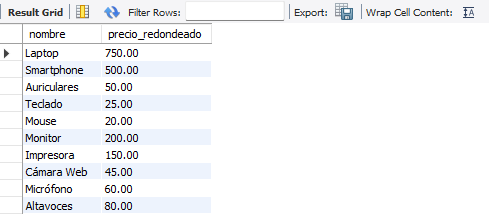 Result Grid Filter Rows: Export: Wrap Cell Content:
nombre precio_redondeado
Laptop 750.00
Smartphone 500.00
Auriculares 50.00
Teclado 25.00
Mouse 20.00
Monitor 200.00
Impresora 150.00
Cámara Web 45.00
Micrófono 60.00
Altavoces 80.00